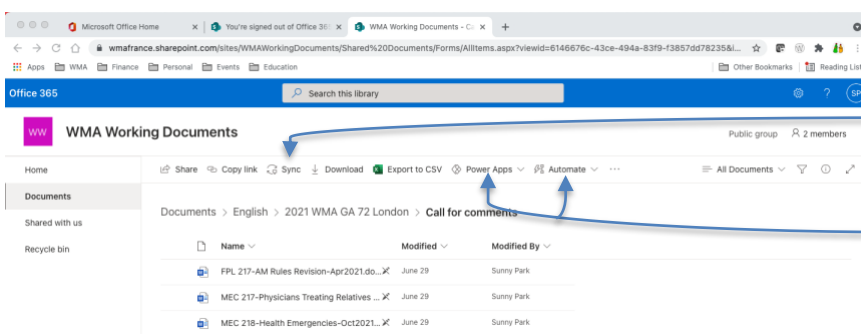 Microsoft Office Home
You're signed out of Office 365
WMA Working Documents - Ca
wmafrance.sharepoint.com/sites/WMAWorkingDocuments/Shared%20Documents/Forms/AllItems.aspx?viewid=6146676c-43ce-494a-83f9-f3857dd78235&i...
Apps WMA Finance Personal Events Education Other Bookmarks Reading List
Office 365 Search this library ? SP
WW WMA Working Documents Public group 2 members
Home Share Copy link Sync Download Export to CSV Power Apps Automate ... All Documents
Documents
Shared with us
Recycle bin
Documents > English > 2021 WMA GA 72 London > Call for comments
Name Modified Modified By
FPL 217-AM Rules Revision-Apr2021.do... June 29 Sunny Park
MEC 217-Physicians Treating Relatives ... June 29 Sunny Park
MEC 218-Health Emergencies-Oct2021... June 29 Sunny Park